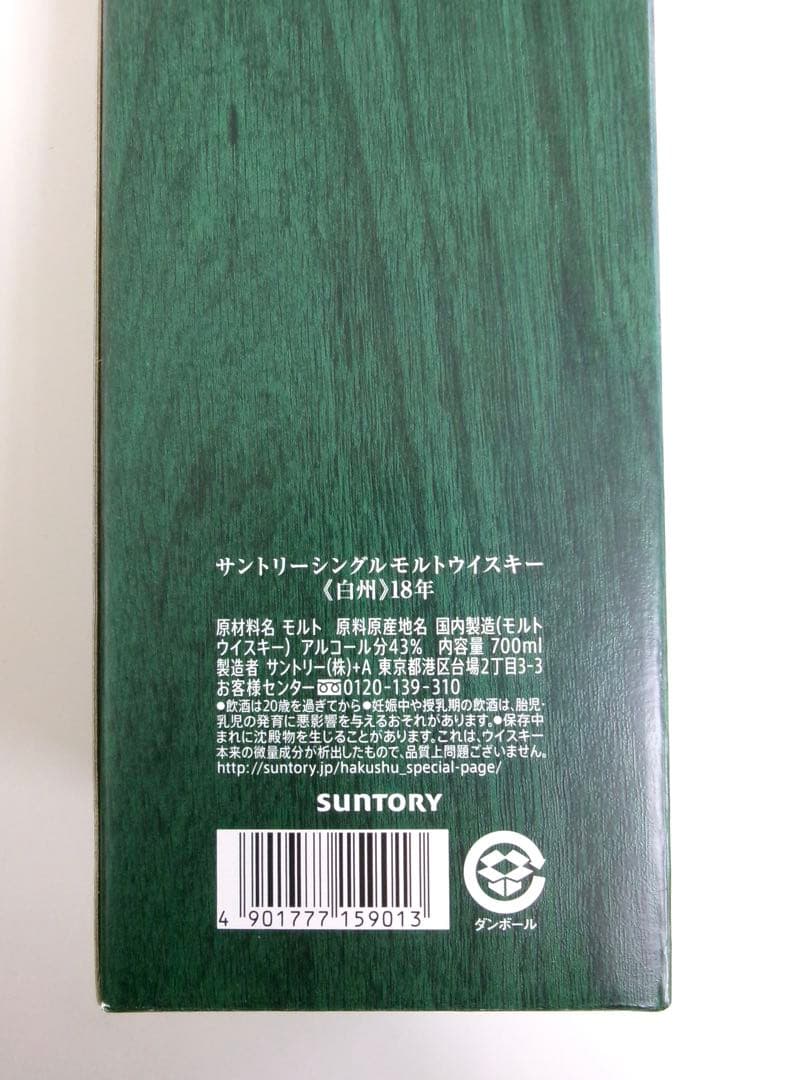 サントリーシングルモルトウイスキー
《白州》18年
原材料名 モルト 原料原産地名 国内製造(モルト
ウイスキー) アルコール分43% 内容量 700ml
製造者 サントリー(株)+A 東京都港区台場2丁目3-3
お客様センター 0120-139-310
●飲酒は20歳を過ぎてから●妊娠中や授乳期の飲酒は、胎児・
乳児の発育に悪影響を与えるおそれがあります。●保存中
まれに沈殿物を生じることがあります。これは、ウイスキー
本来の微量成分が析出したもので、品質上問題ございません。
http://suntory.jp/hakushu_special-page/
SUNTORY
4 901777 159013
ダンボール